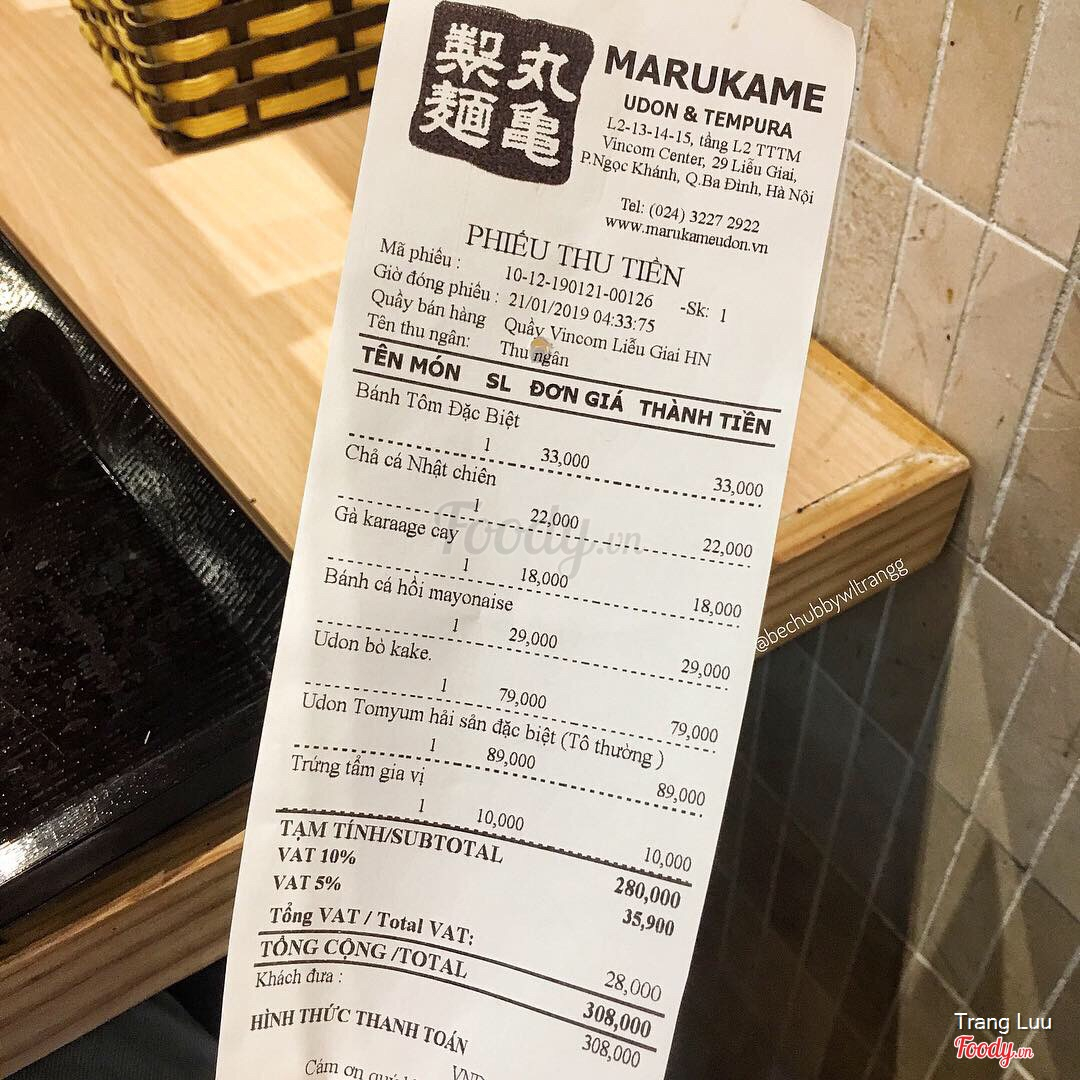 丸亀
製麺
MARUKAME
UDON & TEMPURA
L2-13-14-15, tầng L2 TTTM
Vincom Center, 29 Liễu Giai,
P.Ngọc Khánh, Q.Ba Đình, Hà Nội
Tel: (024) 3227 2922
www.marukameudon.vn
PHIẾU THU TIỀN
Mã phiếu : 10-12-190121-00126 -Sk: 1
Giờ đóng phiếu : 21/01/2019 04:33:75
Quầy bán hàng Quầy Vincom Liễu Giai HN
Tên thu ngân: Thu ngân
TÊN MÓN SL ĐƠN GIÁ THÀNH TIỀN
Bánh Tôm Đặc Biệt
1 33,000 33,000
Chả cá Nhật chiên
1 22,000 22,000
Gà karaage cay
1 18,000 18,000
Bánh cá hồi mayonaise
1 29,000 29,000
Udon bò kake.
1 79,000 79,000
Udon Tomyum hải sản đặc biệt (Tô thường )
1 89,000 89,000
Trứng tẩm gia vị
1 10,000 10,000
TẠM TÍNH/SUBTOTAL 280,000
VAT 10% 35,900
VAT 5%
Tổng VAT / Total VAT: 28,000
TỔNG CỘNG /TOTAL 308,000
Khách đưa : 308,000
HÌNH THỨC THANH TOÁN
VND
Cám ơn quý
Foody.vn
@bechubbywltrangg
Trang Luu
Foody.vn